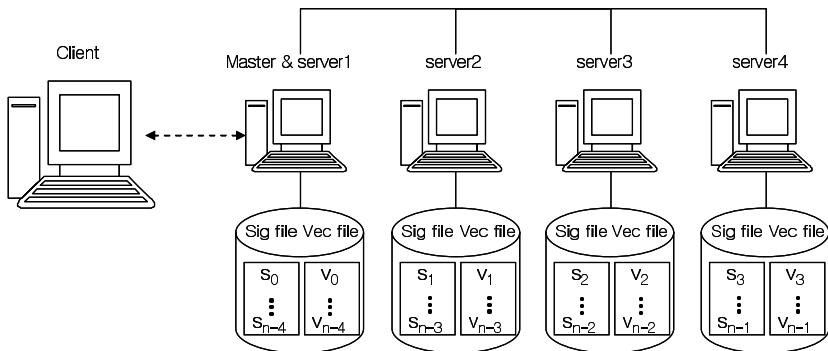 Client
Master & server1
server2
server3
server4
Sig file Vec file
Sig file Vec file
Sig file Vec file
Sig file Vec file
s0 v0 s1 v1 s2 v2 s3 v3
sn-4 vn-4 sn-3 vn-3 sn-2 vn-2 sn-1 vn-1